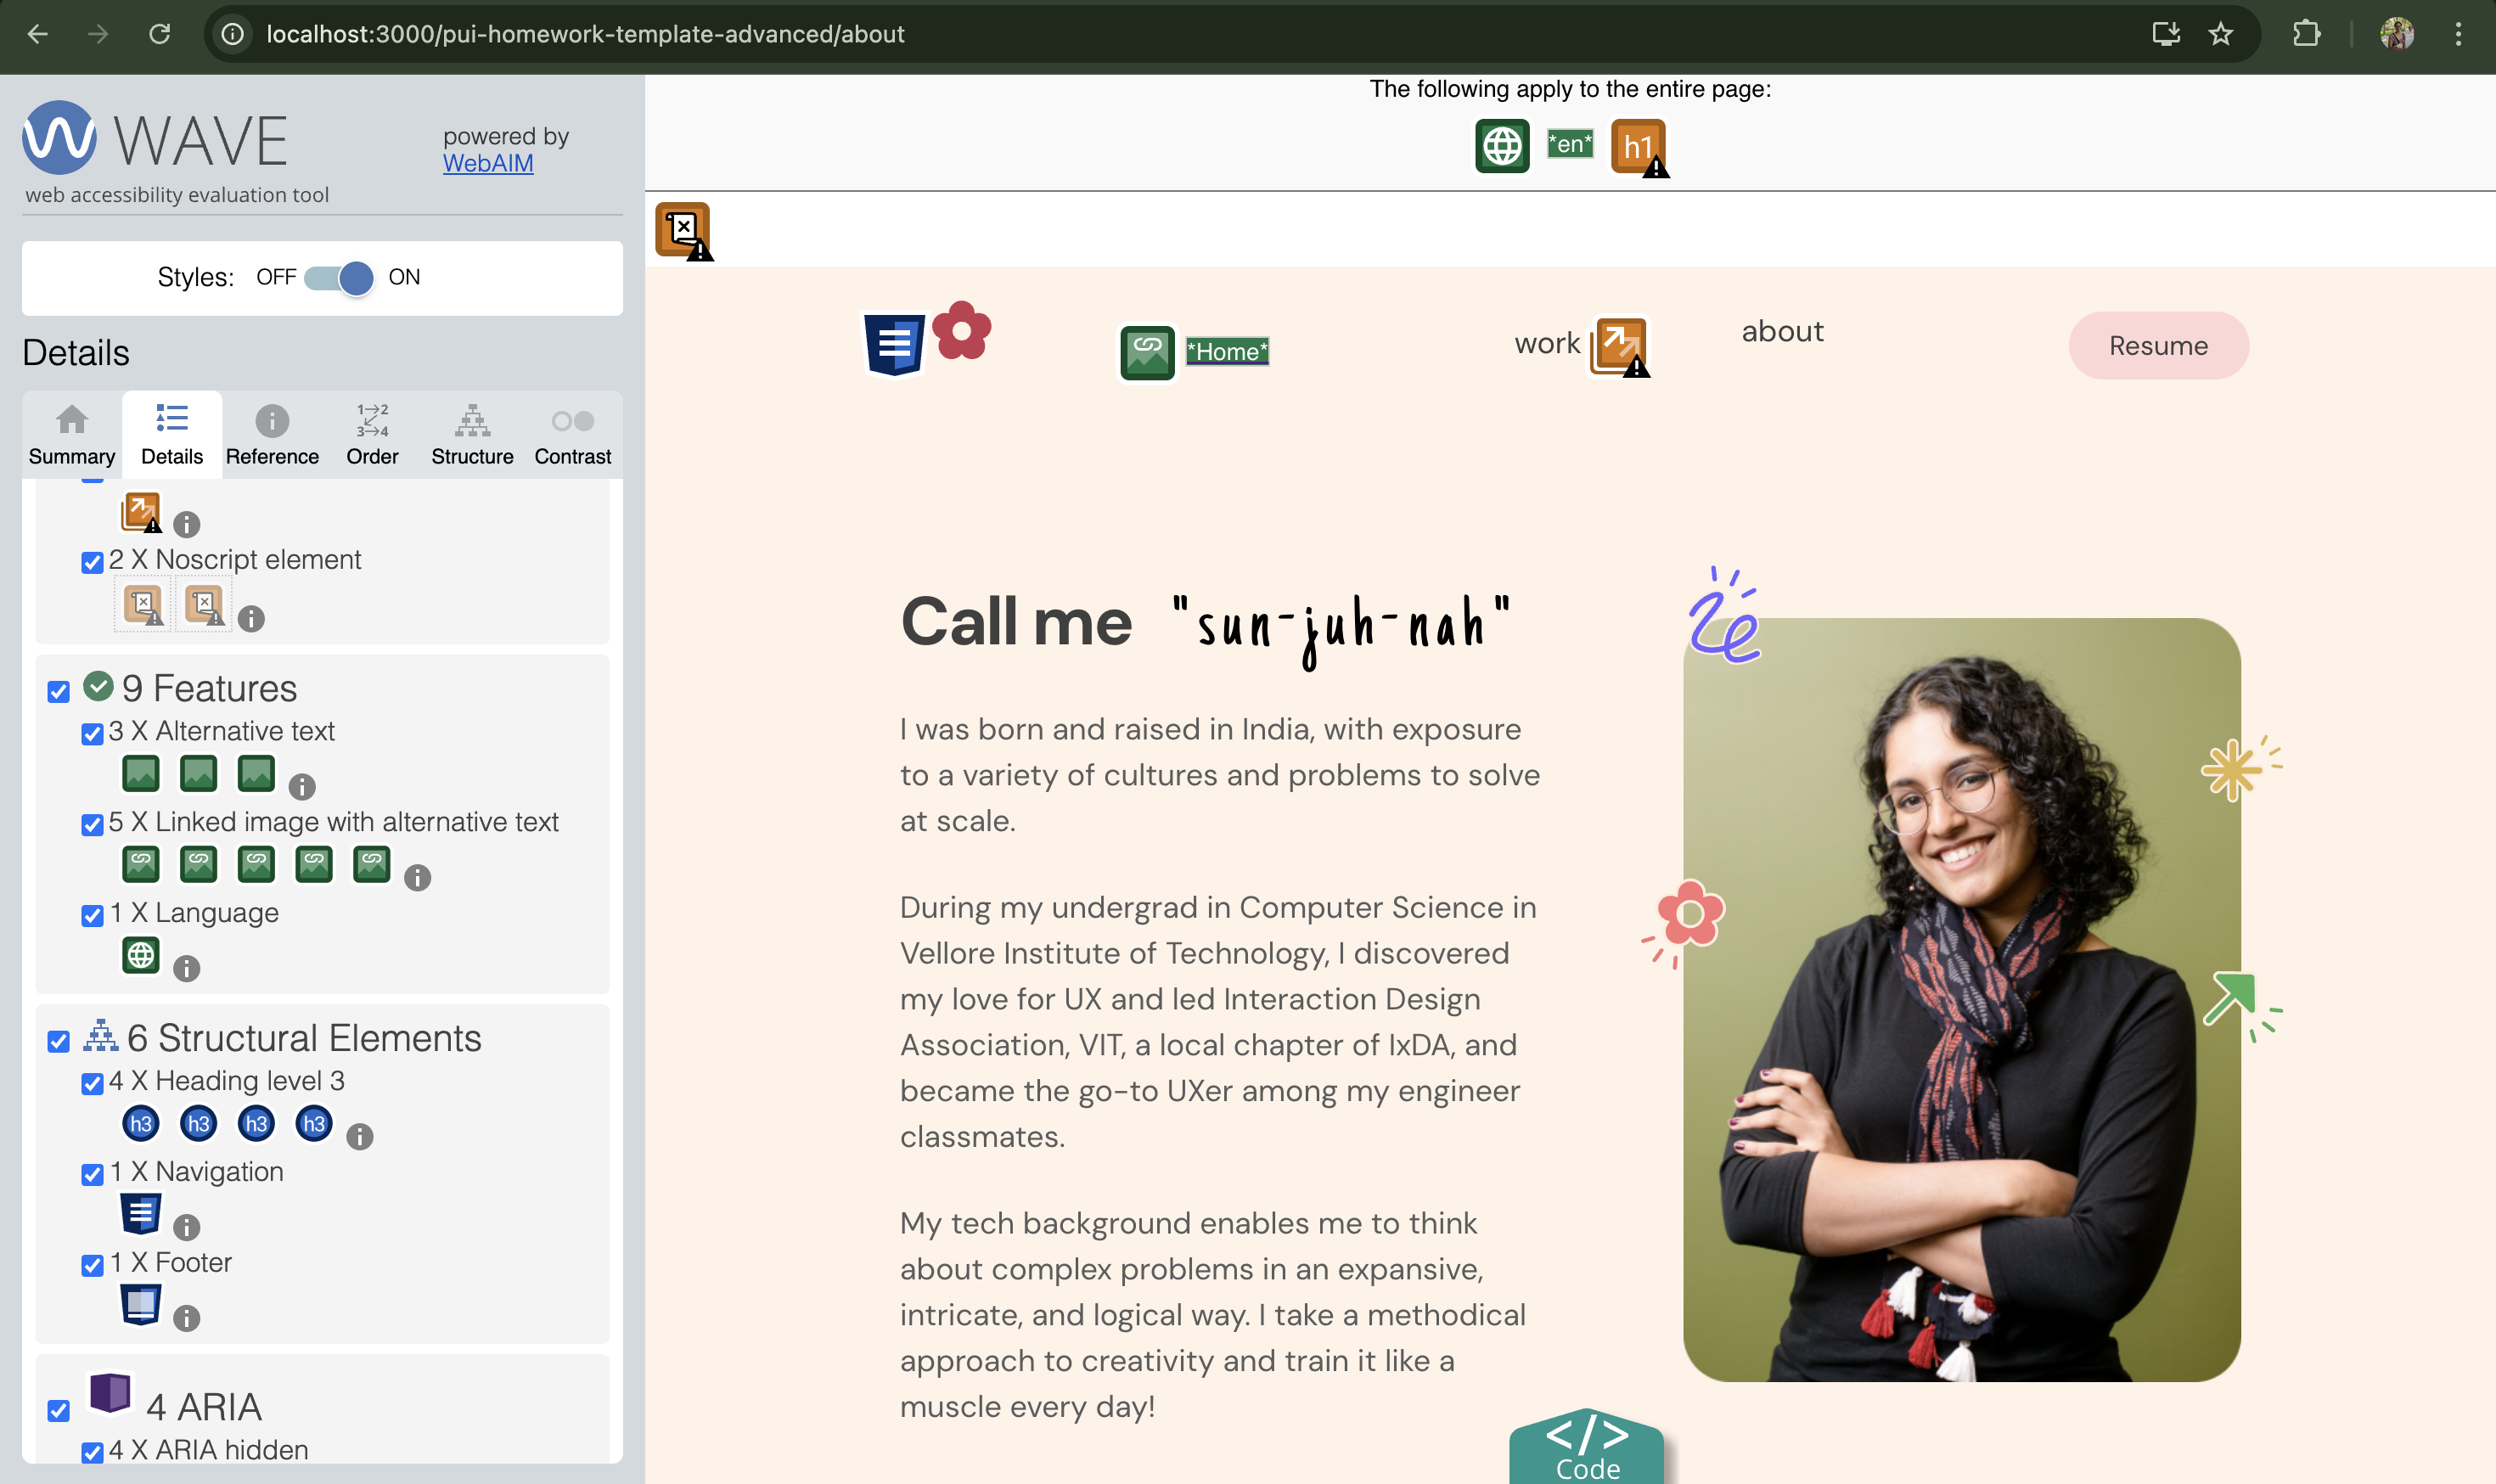 localhost:3000/pui-homework-template-advanced/about
WAVE
powered by
WebAIM
web accessibility evaluation tool
Styles: OFF ON
Details
Summary Details Reference Order Structure Contrast
2 X Noscript element
9 Features
3 X Alternative text
5 X Linked image with alternative text
1 X Language
6 Structural Elements
4 X Heading level 3
h3 h3 h3 h3
1 X Navigation
1 X Footer
4 ARIA
4 X ARIA hidden
The following apply to the entire page:
*en* h1
*Home* work about Resume
Call me "sun-juh-nah"
I was born and raised in India, with exposure
to a variety of cultures and problems to solve
at scale.
During my undergrad in Computer Science in
Vellore Institute of Technology, I discovered
my love for UX and led Interaction Design
Association, VIT, a local chapter of IxDA, and
became the go-to UXer among my engineer
classmates.
My tech background enables me to think
about complex problems in an expansive,
intricate, and logical way. I take a methodical
approach to creativity and train it like a
muscle every day!
</>
Code